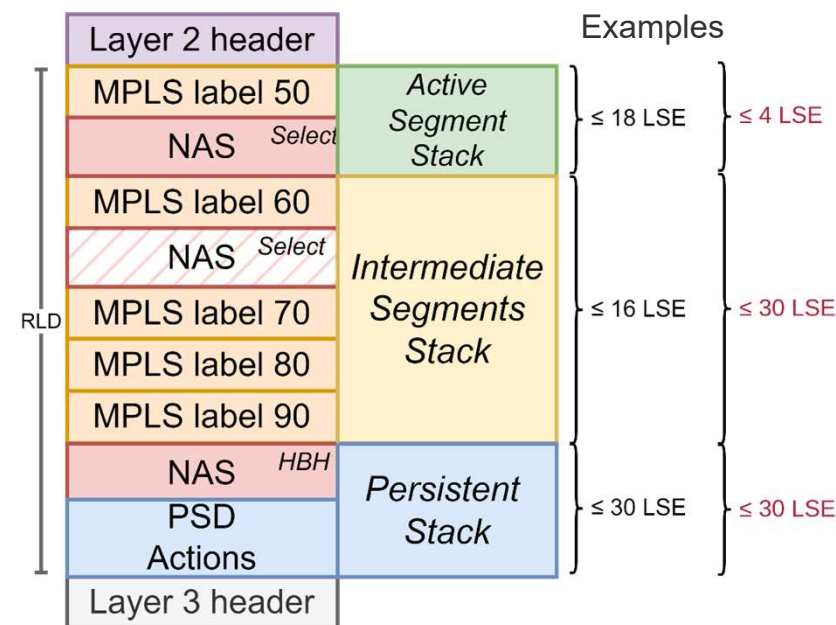 Examples
Layer 2 header
MPLS label 50
NAS Select
Active
Segment
Stack
≤ 18 LSE
≤ 4 LSE
MPLS label 60
NAS Select
MPLS label 70
MPLS label 80
MPLS label 90
Intermediate
Segments
Stack
≤ 16 LSE
≤ 30 LSE
RLD
NAS HBH
PSD
Actions
Persistent
Stack
≤ 30 LSE
≤ 30 LSE
Layer 3 header